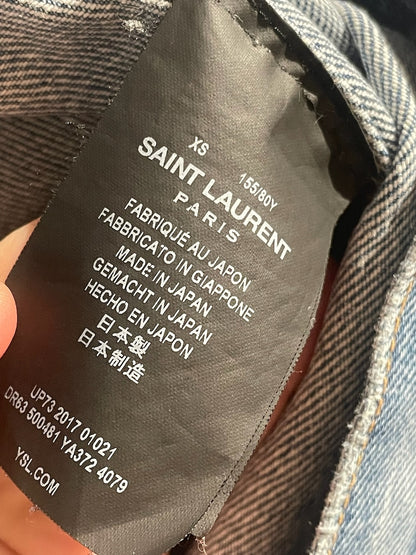 XS 155/80Y
SAINT LAURENT
PARIS
FABRIQUÉ AU JAPON
FABBRICATO IN GIAPPONE
MADE IN JAPAN
GEMACHT IN JAPAN
HECHO EN JAPON
日本製
日本制造
UP73 2017 01021
DR63 500481 YA372 4079
YSL.COM